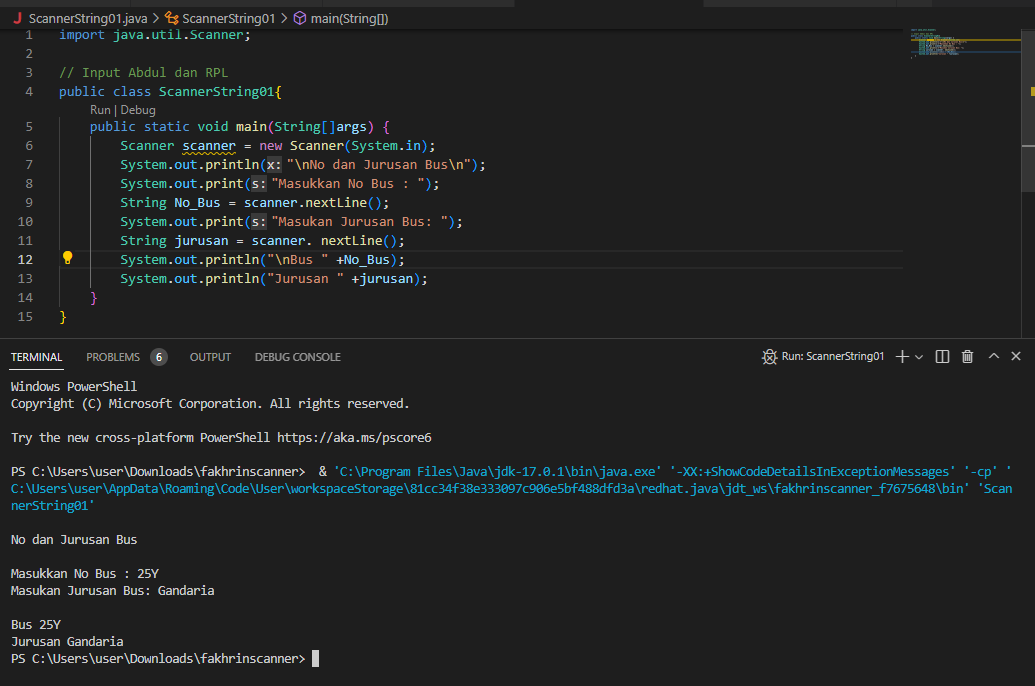 ScannerString01.java > ScannerString01 > main(String[])
1 import java.util.Scanner;
2
3 // Input Abdul dan RPL
4 public class ScannerString01{
Run | Debug
5 public static void main(String[]args) {
6 Scanner scanner = new Scanner(System.in);
7 System.out.println(x: "\nNo dan Jurusan Bus\n");
8 System.out.print(s: "Masukkan No Bus : ");
9 String No_Bus = scanner.nextLine();
10 System.out.print(s: "Masukan Jurusan Bus: ");
11 String jurusan = scanner. nextLine();
12 System.out.println("\nBus " +No_Bus);
13 System.out.println("Jurusan " +jurusan);
14 }
15 }
TERMINAL PROBLEMS 6 OUTPUT DEBUG CONSOLE Run: ScannerString01
Windows PowerShell
Copyright (C) Microsoft Corporation. All rights reserved.
Try the new cross-platform PowerShell https://aka.ms/pscore6
PS C:\Users\user\Downloads\fakhrinscanner> & 'C:\Program Files\Java\jdk-17.0.1\bin\java.exe' '-XX:+ShowCodeDetailsInExceptionMessages' '-cp' '
C:\Users\user\AppData\Roaming\Code\User\workspaceStorage\81cc34f38e333097c906e5bf488dfd3a\redhat.java\jdt_ws\fakhrinscanner_f7675648\bin' 'Scan
nerString01'
No dan Jurusan Bus
Masukkan No Bus : 25Y
Masukan Jurusan Bus: Gandaria
Bus 25Y
Jurusan Gandaria
PS C:\Users\user\Downloads\fakhrinscanner>